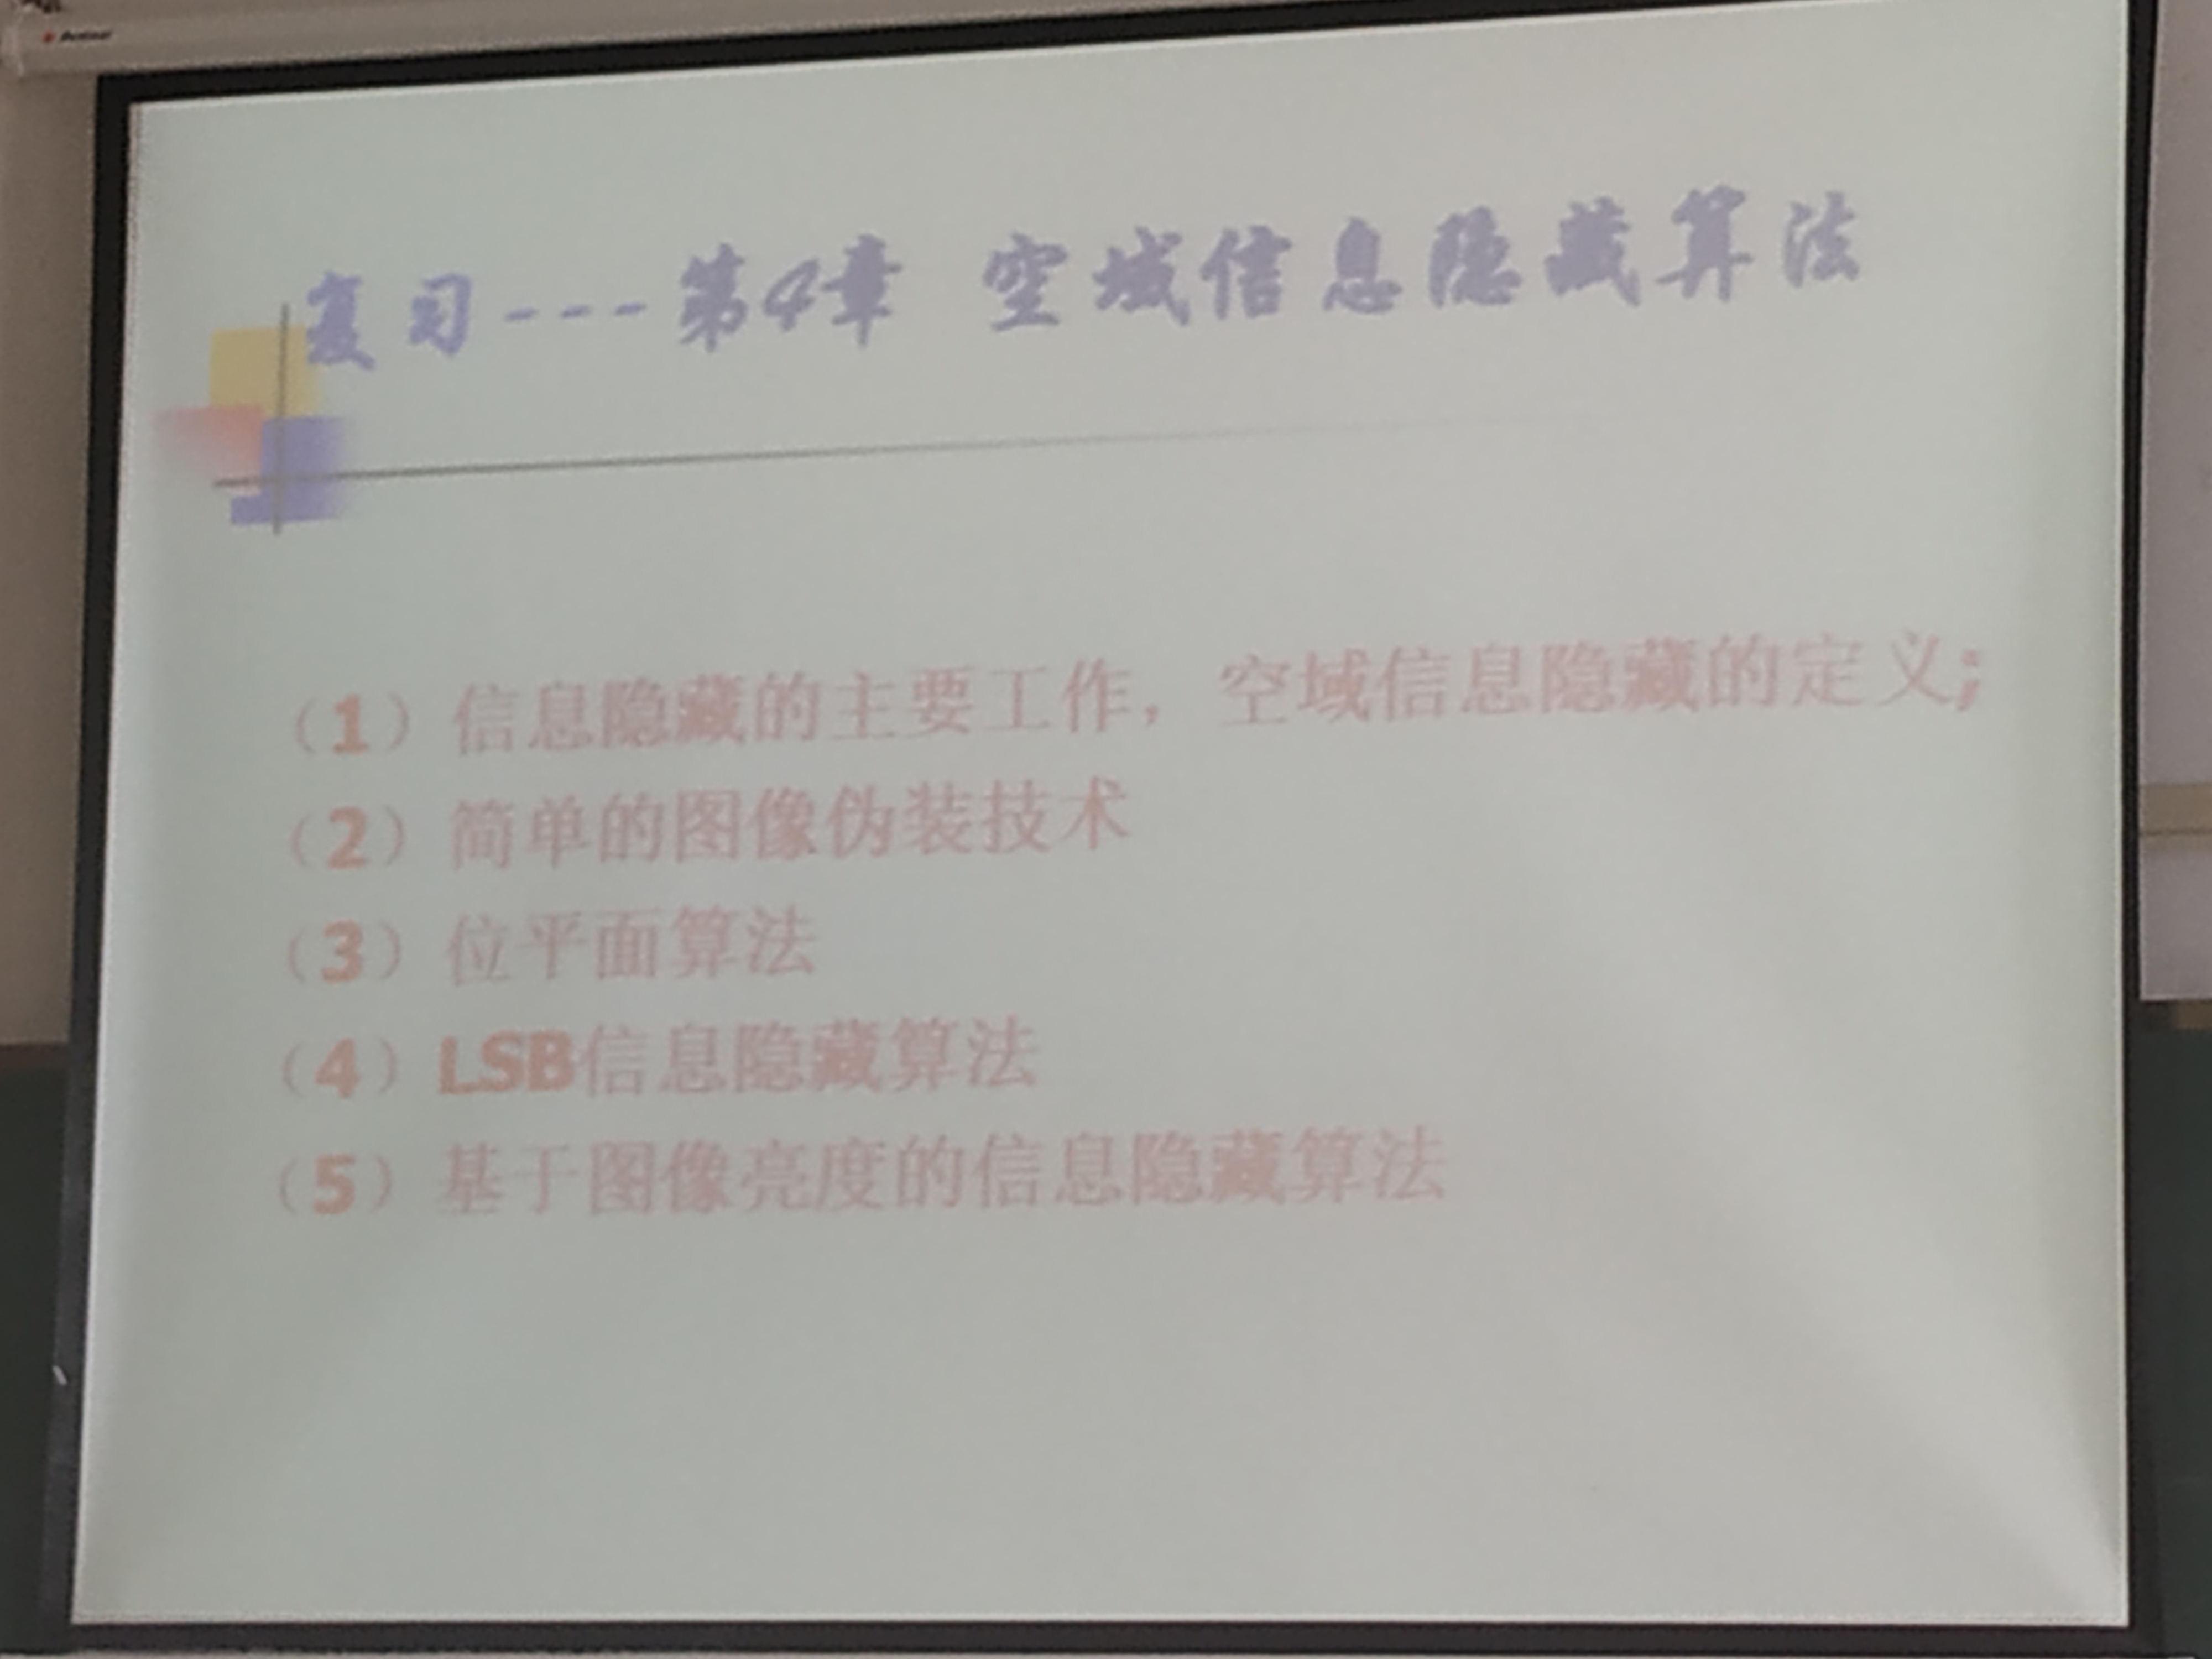 复习---第4章 空域信息隐藏算法
（1）信息隐藏的主要工作，空域信息隐藏的定义;
（2）简单的图像伪装技术
（3）位平面算法
（4）LSB信息隐藏算法
（5）基于图像亮度的信息隐藏算法